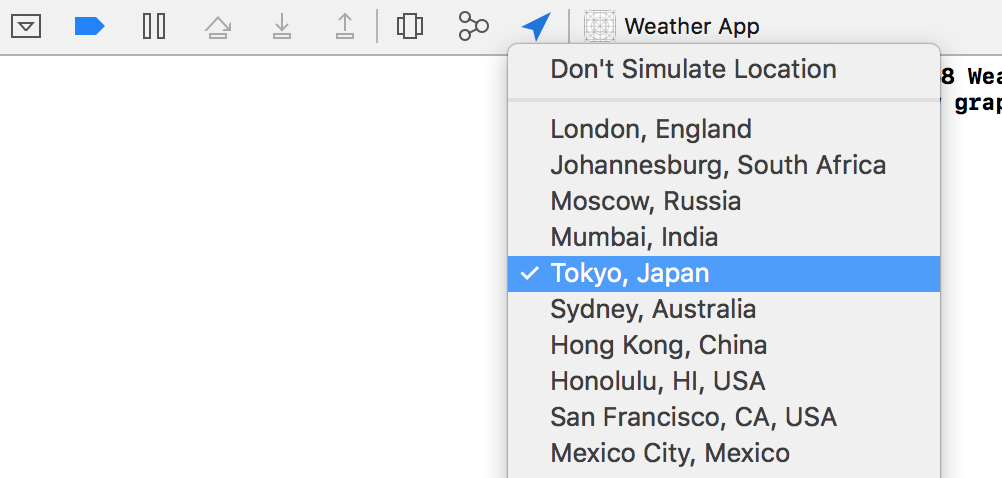 Weather App
Don't Simulate Location
8 Wea
grap
London, England
Johannesburg, South Africa
Moscow, Russia
Mumbai, India
Tokyo, Japan
Sydney, Australia
Hong Kong, China
Honolulu, HI, USA
San Francisco, CA, USA
Mexico City, Mexico